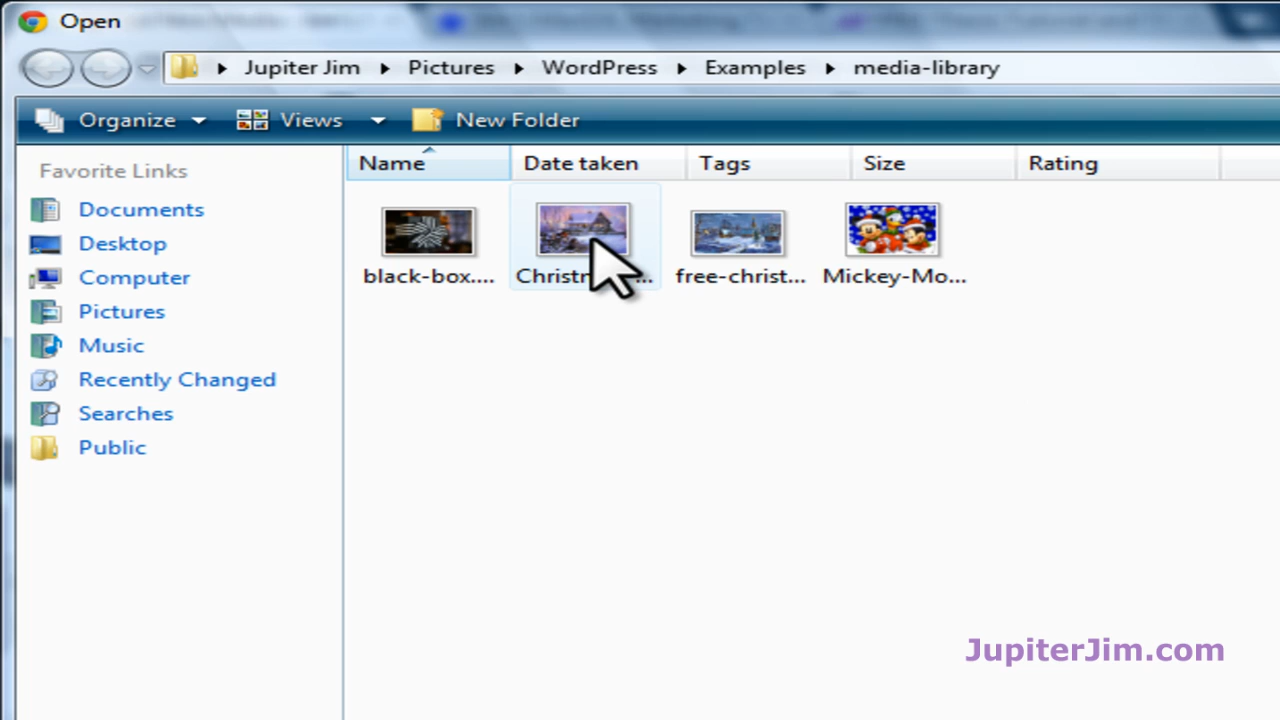 Open
Jupiter Jim Pictures WordPress Examples media-library
Organize Views New Folder
Favorite Links
Documents
Desktop
Computer
Pictures
Music
Recently Changed
Searches
Public
Name Date taken Tags Size Rating
black-box.... free-christ... Mickey-Mo...
JupiterJim.com